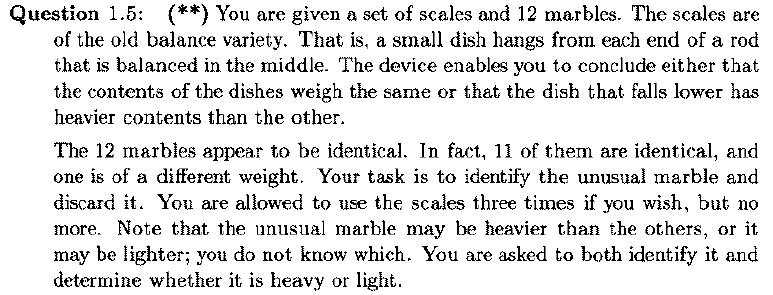 Question 1.5: (**) You are given a set of scales and 12 marbles. The scales are
of the old balance variety. That is, a small dish hangs from each end of a rod
that is balanced in the middle. The device enables you to conclude either that
the contents of the dishes weigh the same or that the dish that falls lower has
heavier contents than the other.
The 12 marbles appear to be identical. In fact, 11 of them are identical, and
one is of a different weight. Your task is to identify the unusual marble and
discard it. You are allowed to use the scales three times if you wish, but no
more. Note that the unusual marble may be heavier than the others, or it
may be lighter; you do not know which. You are asked to both identify it and
determine whether it is heavy or light.